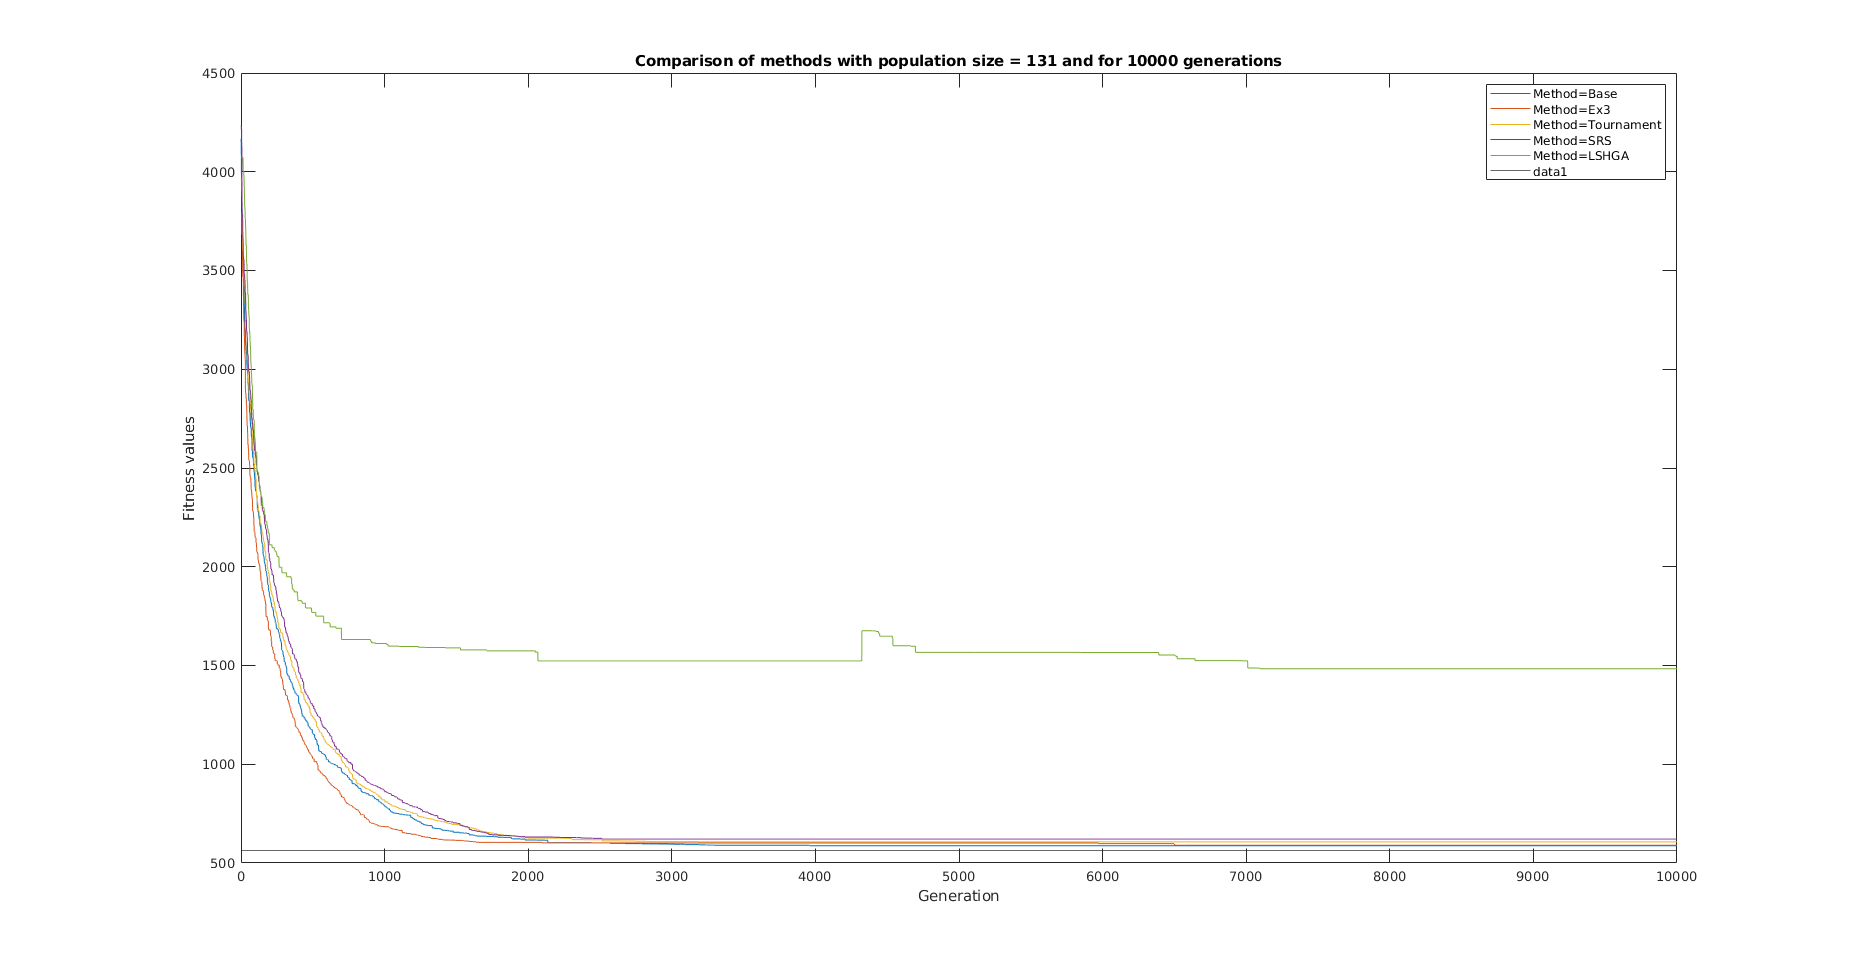 Comparison of methods with population size = 131 and for 10000 generations
4500
4000
3500
3000
2500
2000
1500
1000
500
Fitness values
Method=Base
Method=Ex3
Method=Tournament
Method=SRS
Method=LSHGA
data1
0 1000 2000 3000 4000 5000 6000 7000 8000 9000 10000
Generation